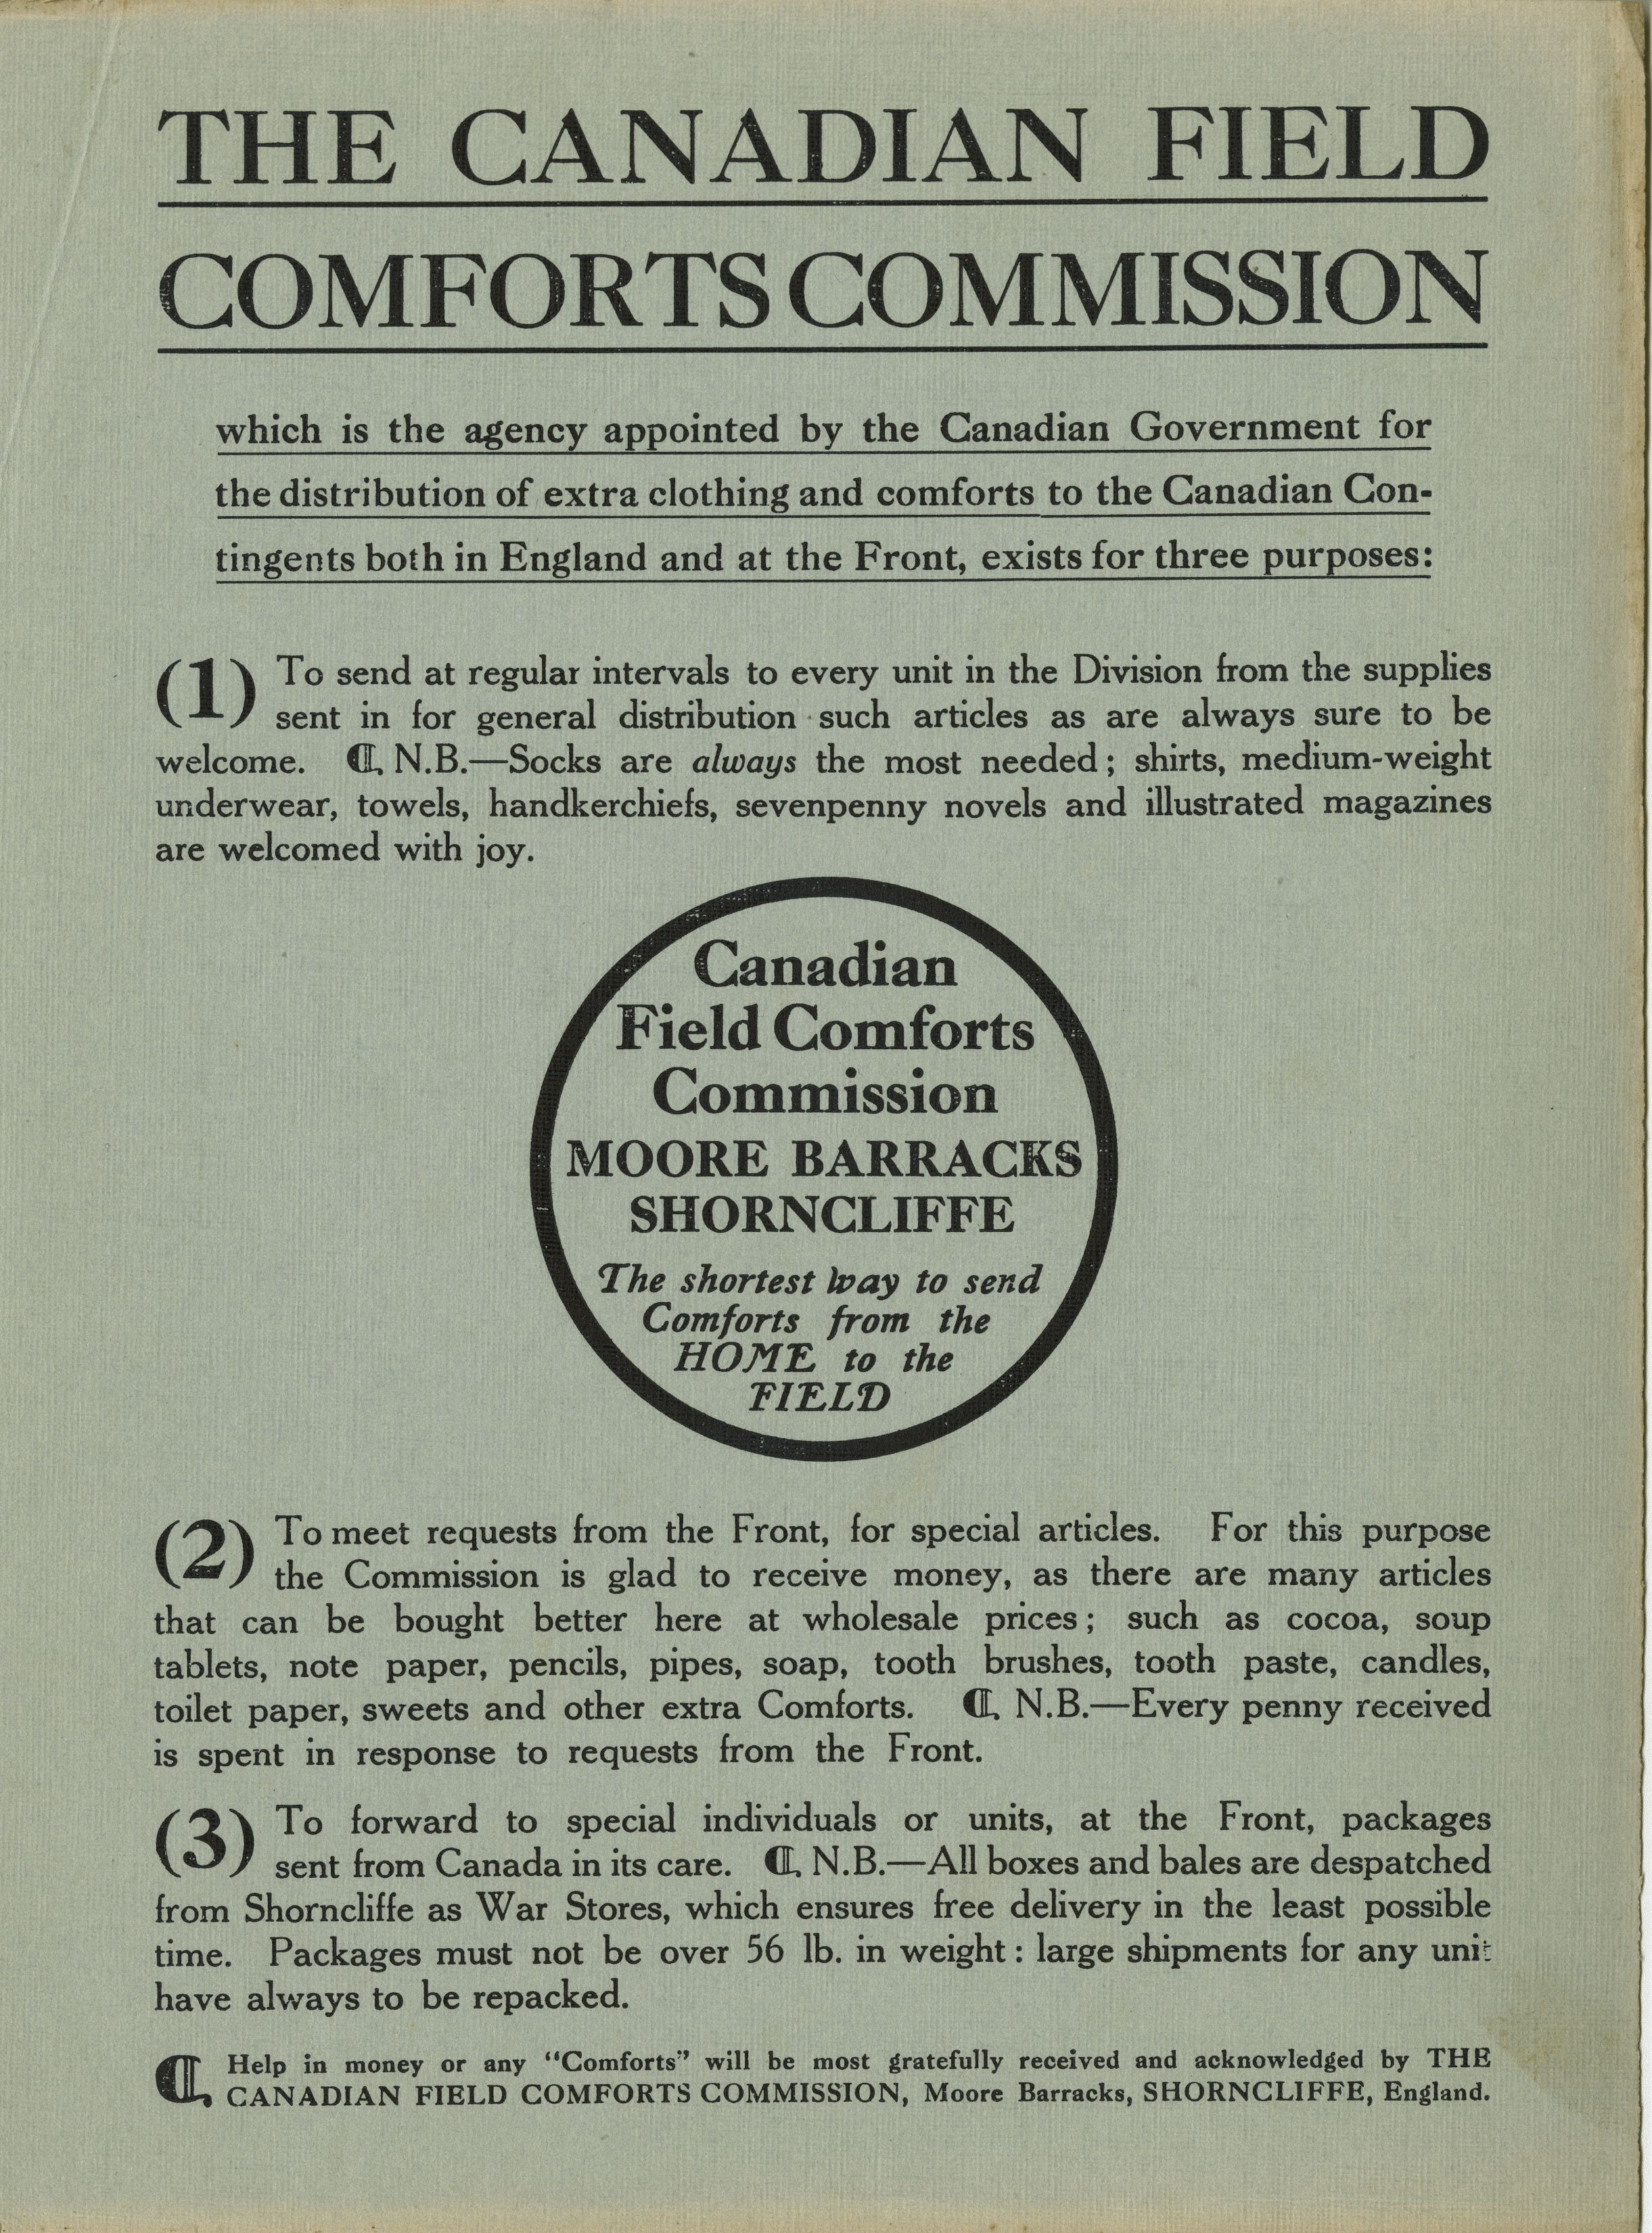 THE CANADIAN FIELD
COMFORTS COMMISSION
which is the agency appointed by the Canadian Government for
the distribution of extra clothing and comforts to the Canadian Con-
tingents both in England and at the Front, exists for three purposes:
(1) To send at regular intervals to every unit in the Division from the supplies
sent in for general distribution such articles as are always sure to be
welcome. ℂ N.B.—Socks are always the most needed; shirts, medium-weight
underwear, towels, handkerchiefs, sevenpenny novels and illustrated magazines
are welcomed with joy.
Canadian
Field Comforts
Commission
MOORE BARRACKS
SHORNCLIFFE
The shortest way to send
Comforts from the
HOME to the
FIELD
(2) To meet requests from the Front, for special articles. For this purpose
the Commission is glad to receive money, as there are many articles
that can be bought better here at wholesale prices; such as cocoa, soup
tablets, note paper, pencils, pipes, soap, tooth brushes, tooth paste, candles,
toilet paper, sweets and other extra Comforts. ℂ N.B.—Every penny received
is spent in response to requests from the Front.
(3) To forward to special individuals or units, at the Front, packages
sent from Canada in its care. ℂ N.B.—All boxes and bales are despatched
from Shorncliffe as War Stores, which ensures free delivery in the least possible
time. Packages must not be over 56 lb. in weight: large shipments for any unit
have always to be repacked.
ℂ Help in money or any "Comforts" will be most gratefully received and acknowledged by THE
CANADIAN FIELD COMFORTS COMMISSION, Moore Barracks, SHORNCLIFFE, England.